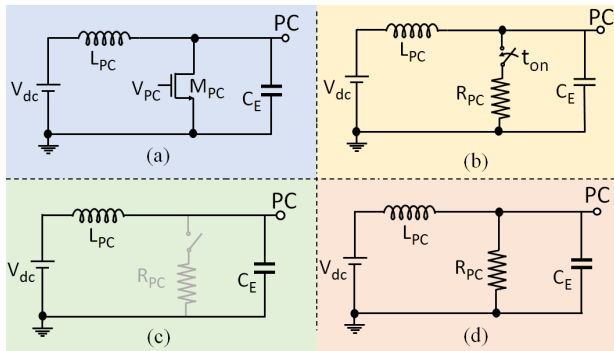 PC
L_PC
V_dc
V_PC
M_PC
C_E
(a)
PC
L_PC
t_on
V_dc
R_PC
C_E
(b)
PC
L_PC
V_dc
R_PC
C_E
(c)
PC
L_PC
V_dc
R_PC
C_E
(d)